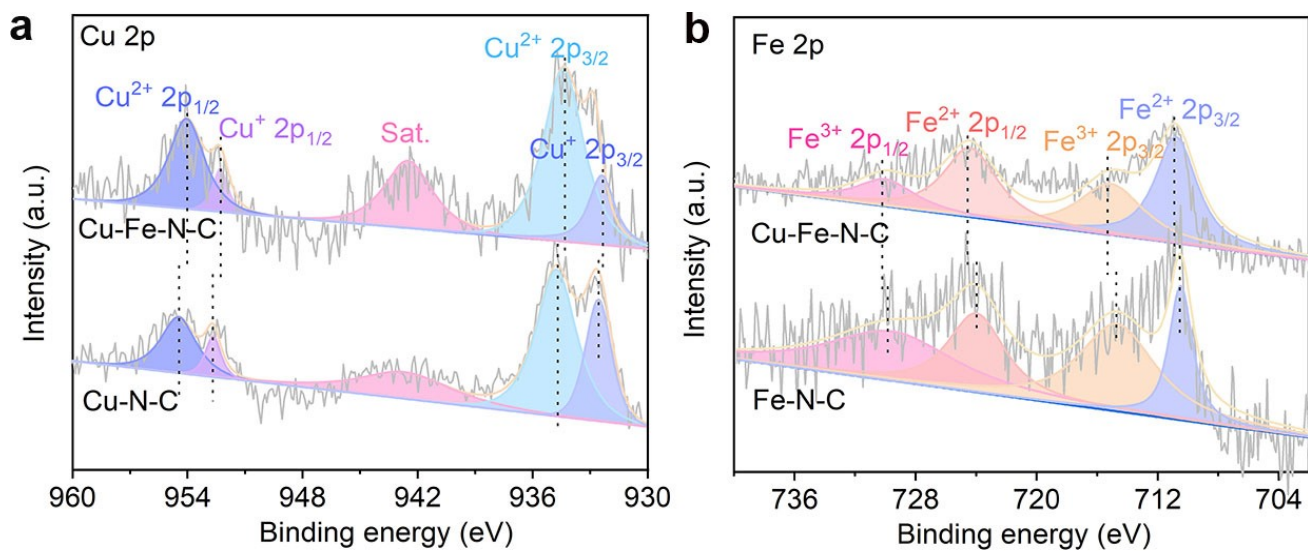 a
Cu 2p
Cu²⁺ 2p₃/₂
Cu²⁺ 2p₁/₂
Cu⁺ 2p₁/₂
Sat.
Cu⁺ 2p₃/₂
Cu-Fe-N-C
Cu-N-C
Intensity (a.u.)
960 954 948 942 936 930
Binding energy (eV)
b
Fe 2p
Fe²⁺ 2p₃/₂
Fe²⁺ 2p₁/₂
Fe³⁺ 2p₃/₂
Fe³⁺ 2p₁/₂
Cu-Fe-N-C
Fe-N-C
Intensity (a.u.)
736 728 720 711 704
Binding energy (eV)